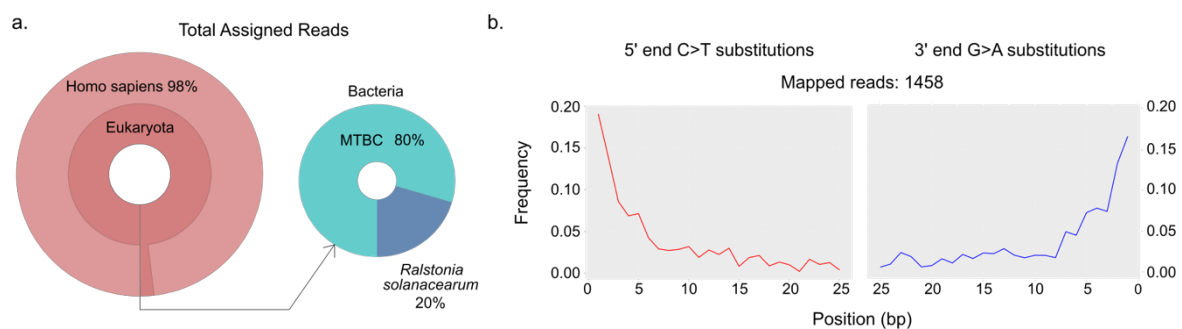 a.
Total Assigned Reads
Homo sapiens 98%
Eukaryota
Bacteria
MTBC 80%
Ralstonia
solanacearum
20%
b.
5' end C>T substitutions
3' end G>A substitutions
Mapped reads: 1458
Frequency
0.20
0.15
0.10
0.05
0.00
0 5 10 15 20 25
0.20
0.15
0.10
0.05
0.00
25 20 15 10 5 0
Position (bp)